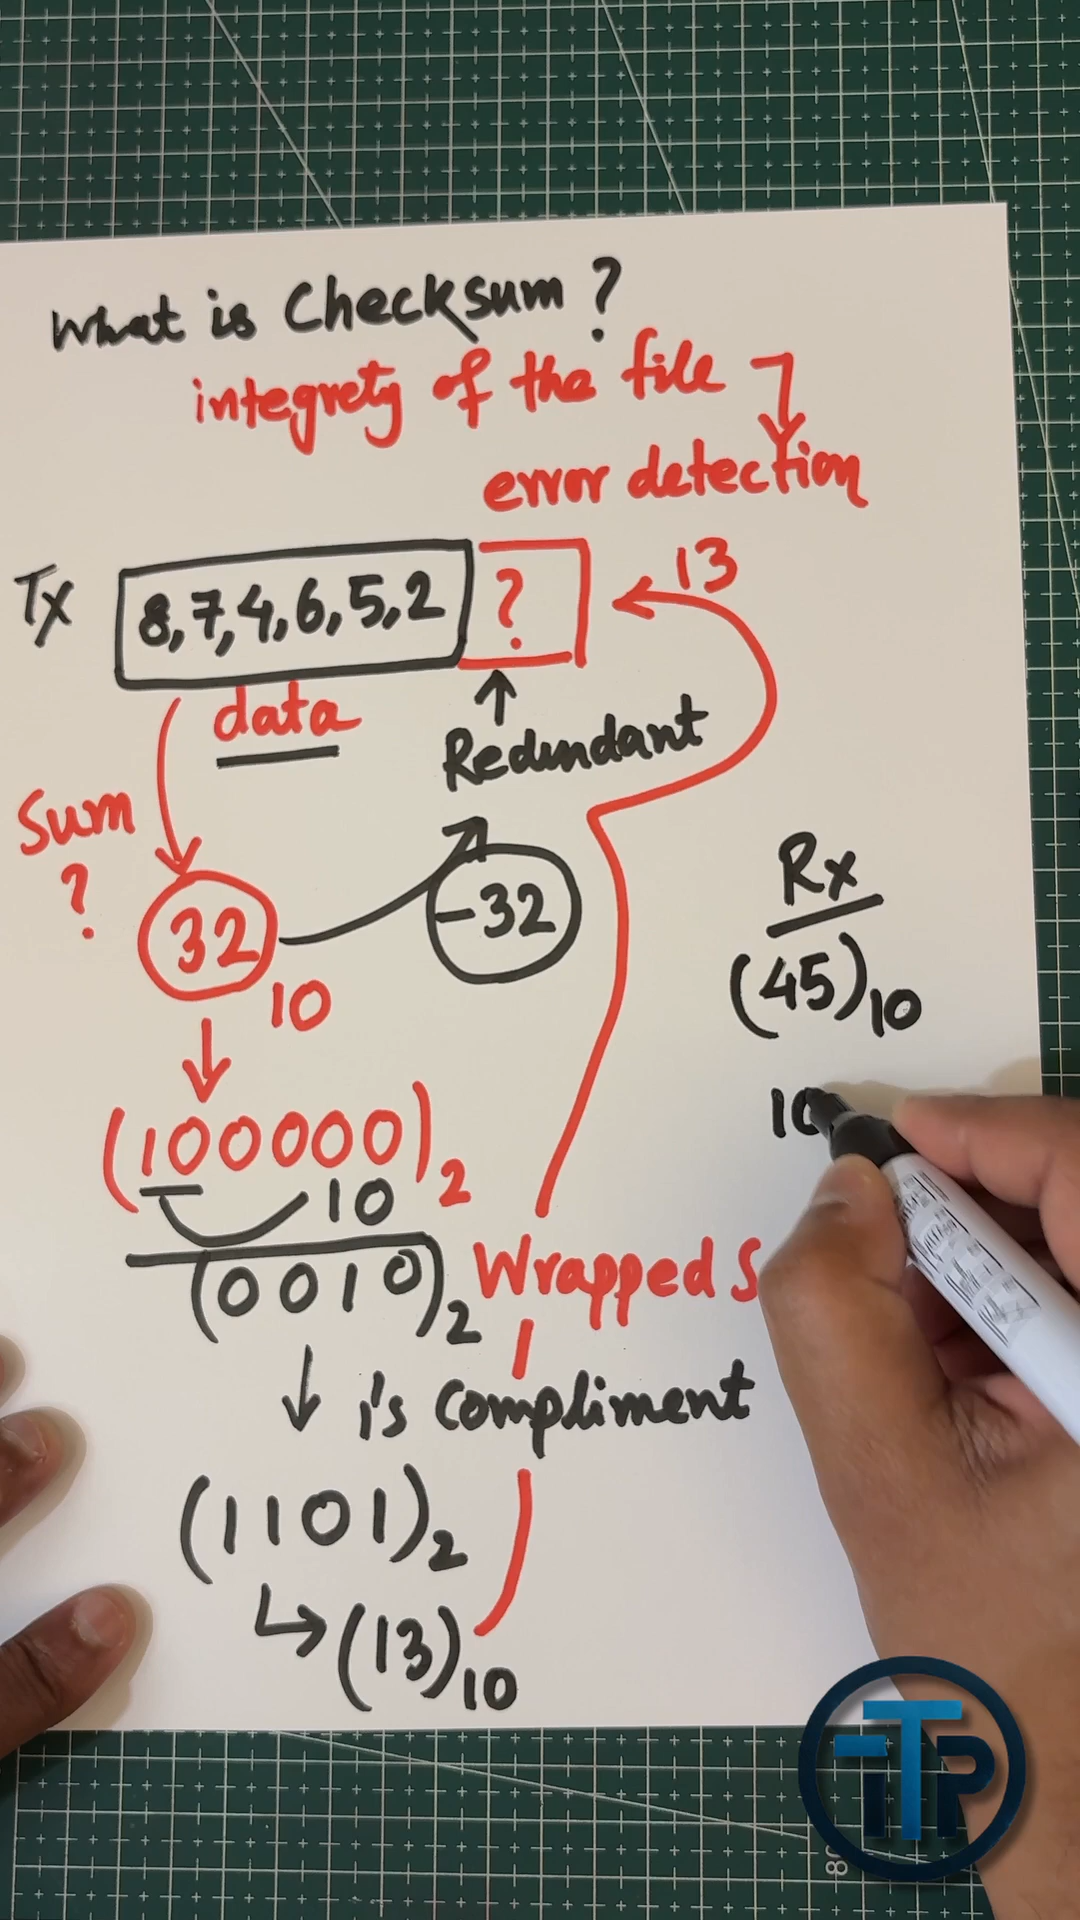 What is Checksum ?
integrety of the file
error detection
Tx 8,7,4,6,5,2 ? 13
data
Redundant
Sum
?
32 10
-32
Rx
(45)10
10
(100000)2
10
(0010)2 Wrapped S
1's compliment
(1101)2
(13)10
ITP